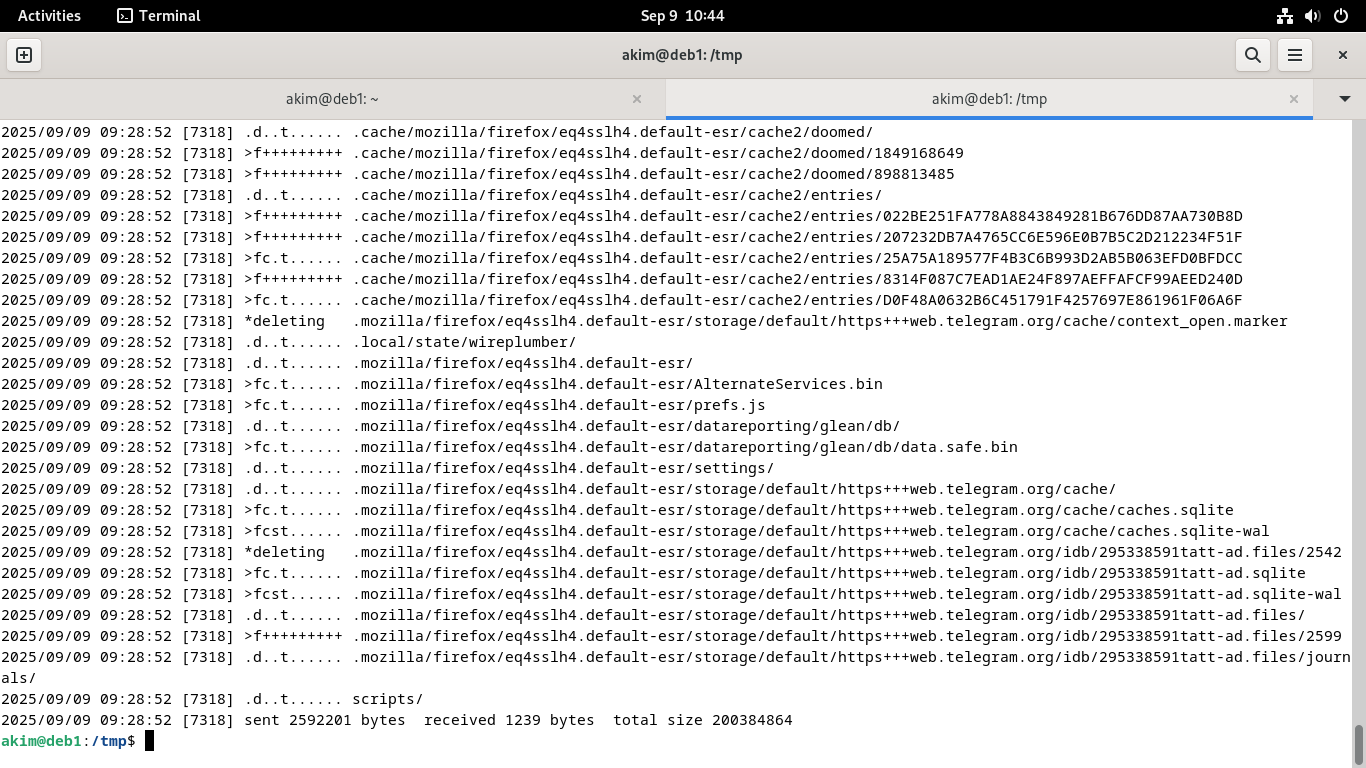 Activities
Terminal
Sep 9 10:44
akim@deb1: /tmp
akim@deb1: ~
akim@deb1: /tmp
2025/09/09 09:28:52 [7318] .d..t...... .cache/mozilla/firefox/eq4sslh4.default-esr/cache2/doomed/
2025/09/09 09:28:52 [7318] >f+++++++++ .cache/mozilla/firefox/eq4sslh4.default-esr/cache2/doomed/1849168649
2025/09/09 09:28:52 [7318] >f+++++++++ .cache/mozilla/firefox/eq4sslh4.default-esr/cache2/doomed/898813485
2025/09/09 09:28:52 [7318] .d..t...... .cache/mozilla/firefox/eq4sslh4.default-esr/cache2/entries/
2025/09/09 09:28:52 [7318] >f+++++++++ .cache/mozilla/firefox/eq4sslh4.default-esr/cache2/entries/022BE251FA778A8843849281B676DD87AA730B8D
2025/09/09 09:28:52 [7318] >f+++++++++ .cache/mozilla/firefox/eq4sslh4.default-esr/cache2/entries/207232DB7A4765CC6E596E0B7B5C2D212234F51F
2025/09/09 09:28:52 [7318] >fc.t...... .cache/mozilla/firefox/eq4sslh4.default-esr/cache2/entries/25A75A189577F4B3C6B993D2AB5B063EFD0BFDCC
2025/09/09 09:28:52 [7318] >f+++++++++ .cache/mozilla/firefox/eq4sslh4.default-esr/cache2/entries/8314F087C7EAD1AE24F897AEFFAFCF99AEED240D
2025/09/09 09:28:52 [7318] >fc.t...... .cache/mozilla/firefox/eq4sslh4.default-esr/cache2/entries/D0F48A0632B6C451791F4257697E861961F06A6F
2025/09/09 09:28:52 [7318] *deleting   .mozilla/firefox/eq4sslh4.default-esr/storage/default/https+++web.telegram.org/cache/context_open.marker
2025/09/09 09:28:52 [7318] .d..t...... .local/state/wireplumber/
2025/09/09 09:28:52 [7318] .d..t...... .mozilla/firefox/eq4sslh4.default-esr/
2025/09/09 09:28:52 [7318] >fc.t...... .mozilla/firefox/eq4sslh4.default-esr/AlternateServices.bin
2025/09/09 09:28:52 [7318] >fc.t...... .mozilla/firefox/eq4sslh4.default-esr/prefs.js
2025/09/09 09:28:52 [7318] .d..t...... .mozilla/firefox/eq4sslh4.default-esr/datareporting/glean/db/
2025/09/09 09:28:52 [7318] >fc.t...... .mozilla/firefox/eq4sslh4.default-esr/datareporting/glean/db/data.safe.bin
2025/09/09 09:28:52 [7318] .d..t...... .mozilla/firefox/eq4sslh4.default-esr/settings/
2025/09/09 09:28:52 [7318] .d..t...... .mozilla/firefox/eq4sslh4.default-esr/storage/default/https+++web.telegram.org/cache/
2025/09/09 09:28:52 [7318] >fc.t...... .mozilla/firefox/eq4sslh4.default-esr/storage/default/https+++web.telegram.org/cache/caches.sqlite
2025/09/09 09:28:52 [7318] >fcst...... .mozilla/firefox/eq4sslh4.default-esr/storage/default/https+++web.telegram.org/cache/caches.sqlite-wal
2025/09/09 09:28:52 [7318] *deleting   .mozilla/firefox/eq4sslh4.default-esr/storage/default/https+++web.telegram.org/idb/295338591tatt-ad.files/2542
2025/09/09 09:28:52 [7318] >fc.t...... .mozilla/firefox/eq4sslh4.default-esr/storage/default/https+++web.telegram.org/idb/295338591tatt-ad.sqlite
2025/09/09 09:28:52 [7318] >fcst...... .mozilla/firefox/eq4sslh4.default-esr/storage/default/https+++web.telegram.org/idb/295338591tatt-ad.sqlite-wal
2025/09/09 09:28:52 [7318] .d..t...... .mozilla/firefox/eq4sslh4.default-esr/storage/default/https+++web.telegram.org/idb/295338591tatt-ad.files/
2025/09/09 09:28:52 [7318] >f+++++++++ .mozilla/firefox/eq4sslh4.default-esr/storage/default/https+++web.telegram.org/idb/295338591tatt-ad.files/2599
2025/09/09 09:28:52 [7318] .d..t...... .mozilla/firefox/eq4sslh4.default-esr/storage/default/https+++web.telegram.org/idb/295338591tatt-ad.files/journ
als/
2025/09/09 09:28:52 [7318] .d..t...... scripts/
2025/09/09 09:28:52 [7318] sent 2592201 bytes  received 1239 bytes  total size 200384864
akim@deb1:/tmp$